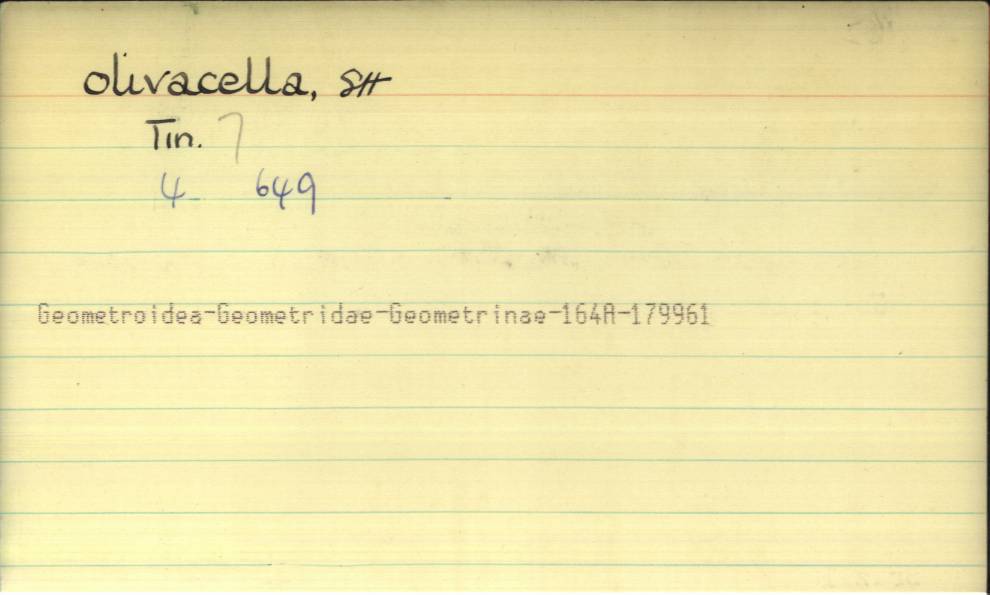 olivacella, SH
Tin. 7
4 649
Geometroidea-Geometridae-Geometrinae-164A-179961